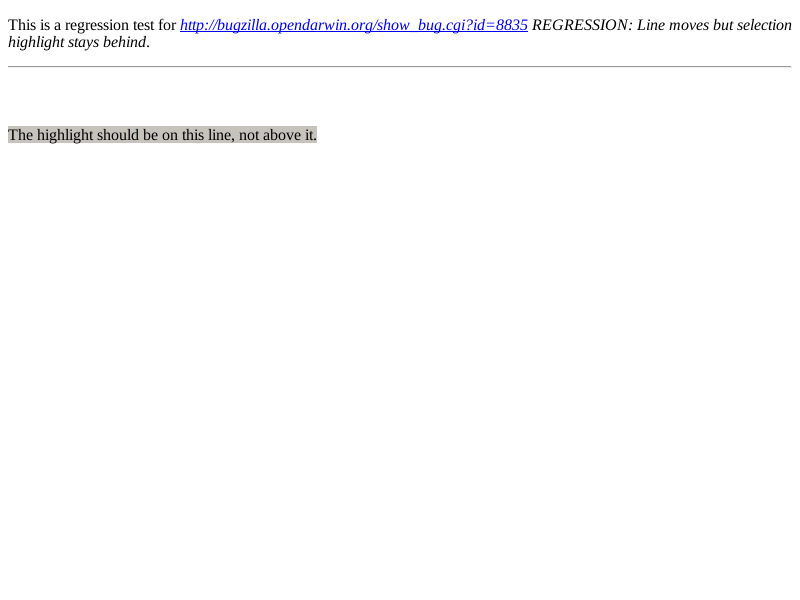 This is a regression test for http://bugzilla.opendarwin.org/show_bug.cgi?id=8835 REGRESSION: Line moves but selection
highlight stays behind.
The highlight should be on this line, not above it.